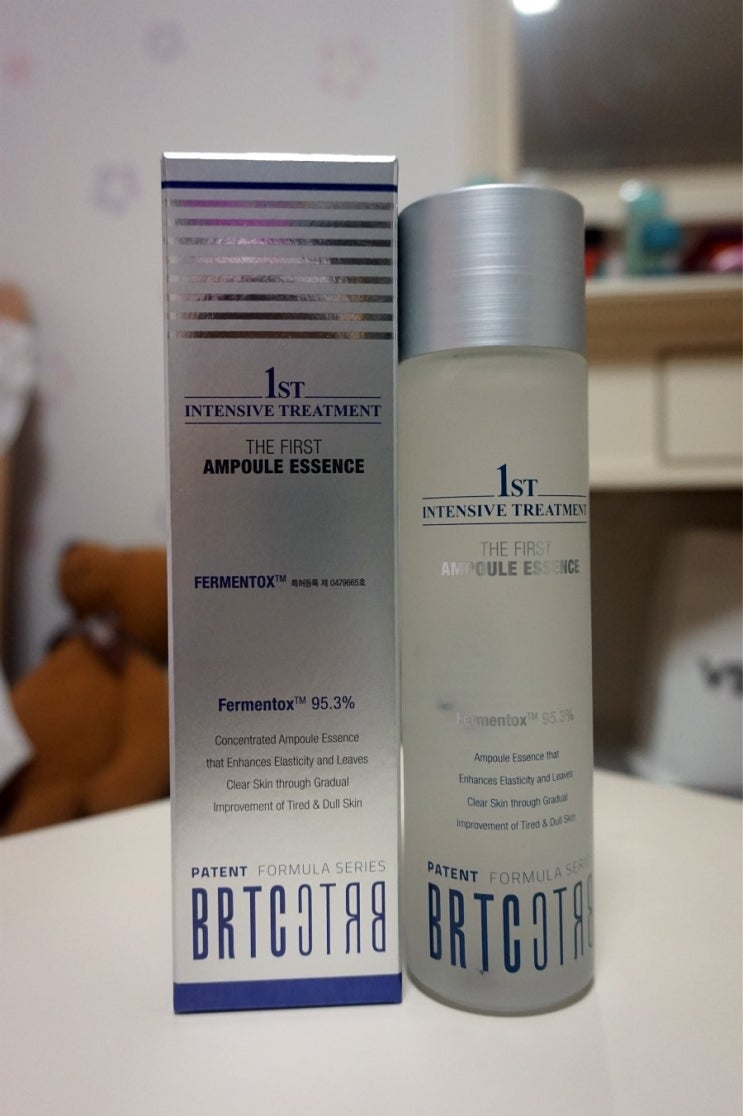 1ST
INTENSIVE TREATMENT
THE FIRST
AMPOULE ESSENCE
FERMENTOX™ 특허등록 제 0479665호
Fermentox™ 95.3%
Concentrated Ampoule Essence
that Enhances Elasticity and Leaves
Clear Skin through Gradual
Improvement of Tired & Dull Skin
PATENT FORMULA SERIES
BRTC
1ST
INTENSIVE TREATMENT
THE FIRST
AMPOULE ESSENCE
Fermentox™ 95.3%
Ampoule Essence that
Enhances Elasticity and Leaves
Clear Skin through Gradual
Improvement of Tired & Dull Skin
PATENT FORMULA SERIES
BRTC